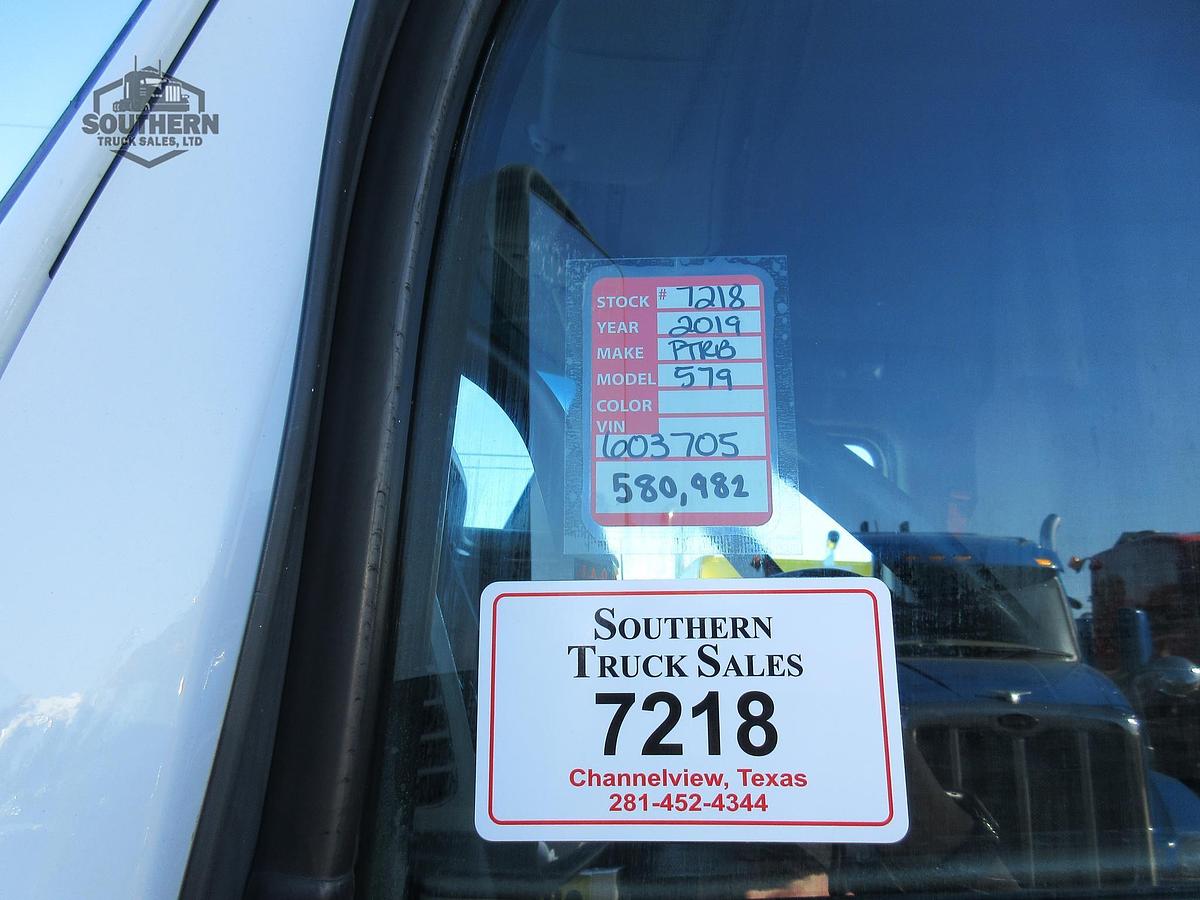 SOUTHERN
TRUCK SALES, LTD
STOCK # 7218
YEAR 2019
MAKE PTRB
MODEL 579
COLOR
VIN
603705
580,982
SOUTHERN
TRUCK SALES
7218
Channelview, Texas
281-452-4344